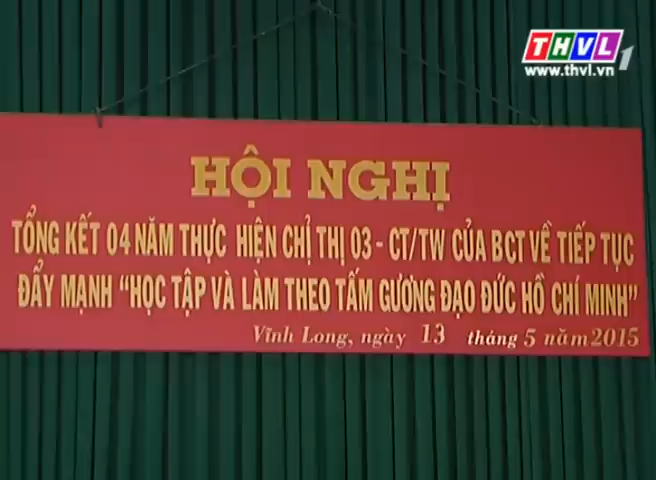 THVL1
www.thvl.vn
HỘI NGHỊ
TỔNG KẾT 04 NĂM THỰC HIỆN CHỈ THỊ 03 - CT/TW CỦA BCT VỀ TIẾP TỤC
ĐẨY MẠNH “HỌC TẬP VÀ LÀM THEO TẤM GƯƠNG ĐẠO ĐỨC HỒ CHÍ MINH”
Vĩnh Long, ngày 13 tháng 5 năm 2015